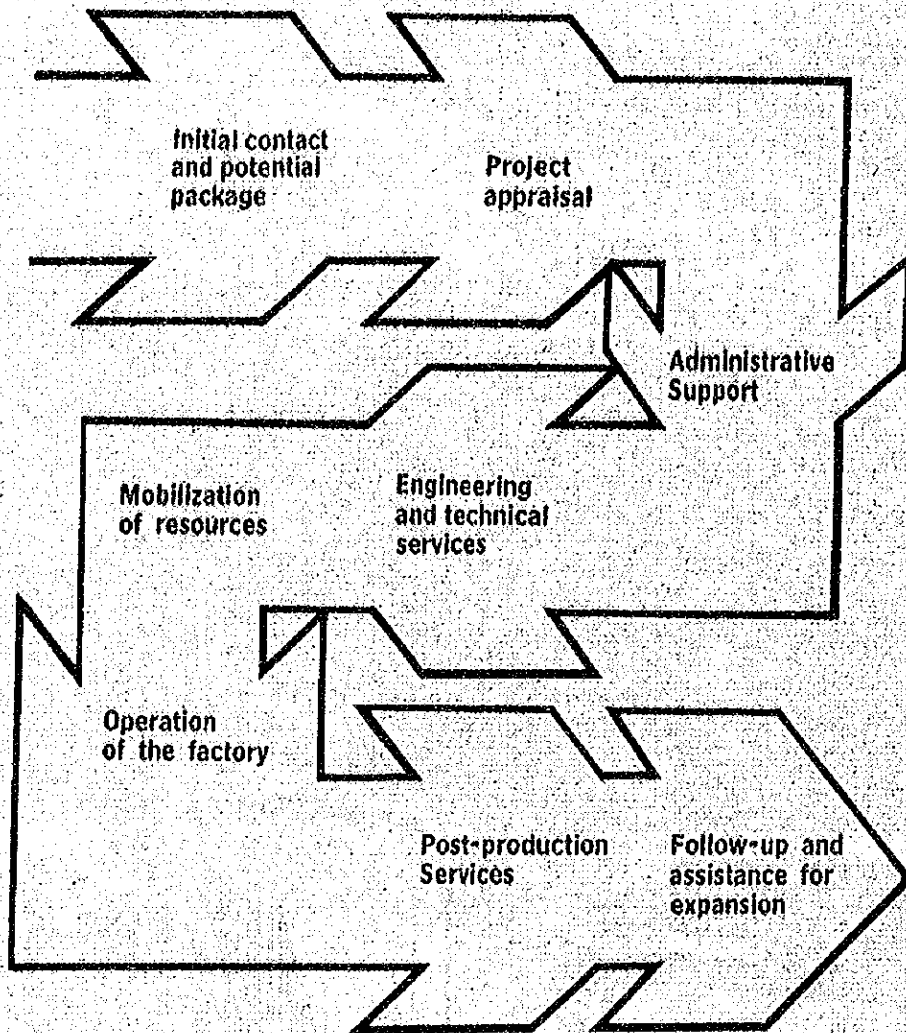 Initial contact
and potential
package
Project
appraisal
Administrative
Support
Engineering
and technical
services
Mobilization
of resources
Operation
of the factory
Post-production
Services
Follow-up and
assistance for
expansion